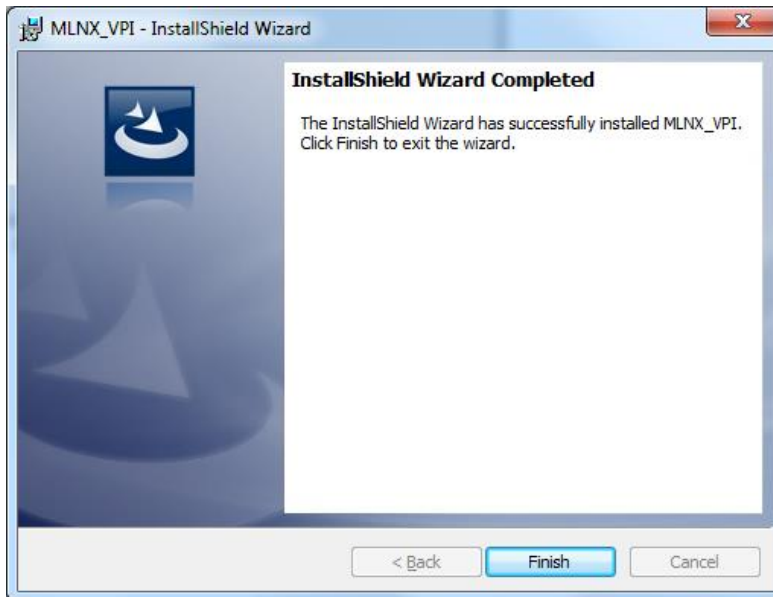 MLNX_VPI - InstallShield Wizard
InstallShield Wizard Completed
The InstallShield Wizard has successfully installed MLNX_VPI.
Click Finish to exit the wizard.
< Back
Finish
Cancel